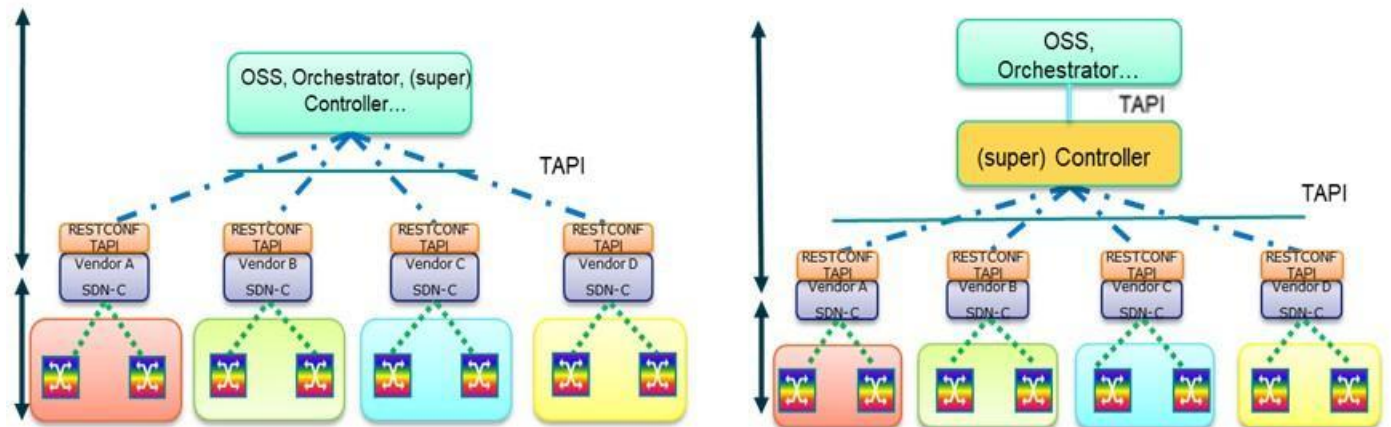 OSS, Orchestrator, (super)
Controller...
TAPI
RESTCONF
TAPI
Vendor A
SDN-C
RESTCONF
TAPI
Vendor B
SDN-C
RESTCONF
TAPI
Vendor C
SDN-C
RESTCONF
TAPI
Vendor D
SDN-C
OSS,
Orchestrator...
TAPI
(super) Controller
TAPI
RESTCONF
TAPI
Vendor A
SDN-C
RESTCONF
TAPI
Vendor B
SDN-C
RESTCONF
TAPI
Vendor C
SDN-C
RESTCONF
TAPI
Vendor D
SDN-C